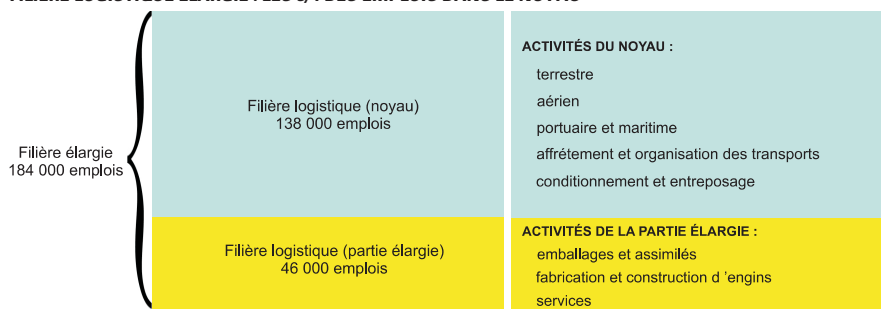 Filière élargie
184 000 emplois
Filière logistique (noyau)
138 000 emplois
ACTIVITÉS DU NOYAU :
terrestre
aérien
portuaire et maritime
affrétement et organisation des transports
conditionnement et entreposage
Filière logistique (partie élargie)
46 000 emplois
ACTIVITÉS DE LA PARTIE ÉLARGIE :
emballages et assimilés
fabrication et construction d 'engins
services